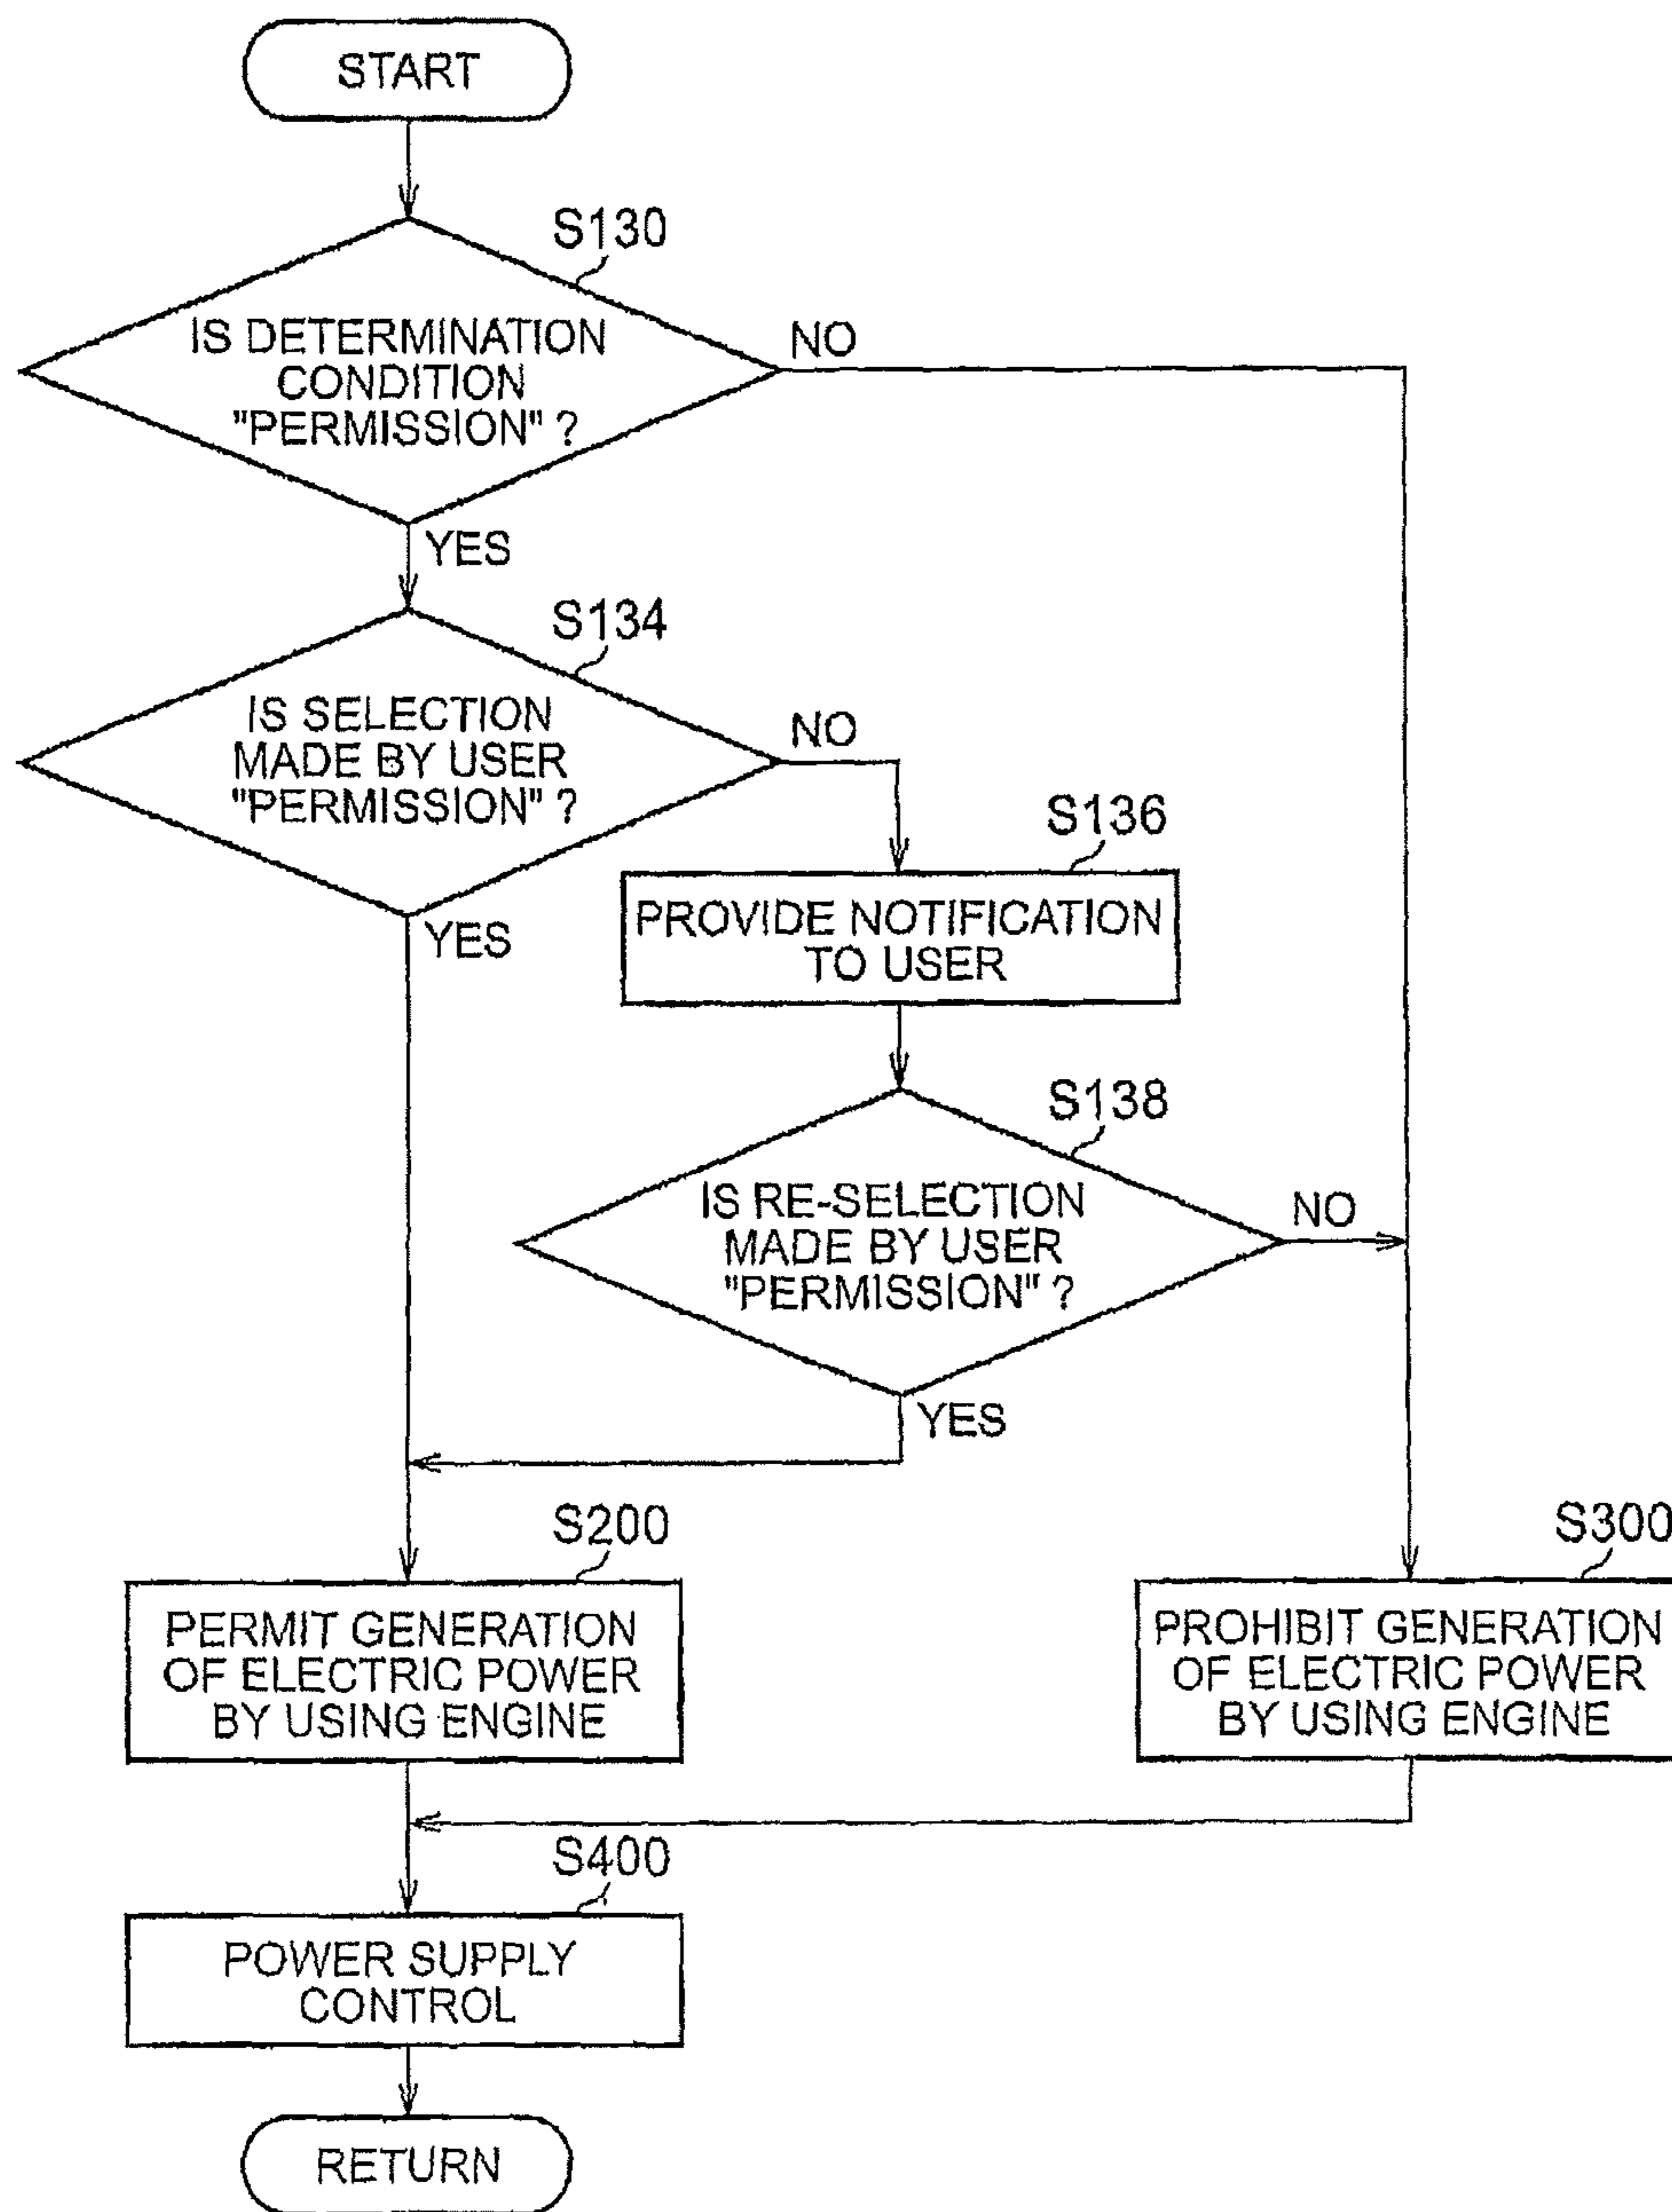 START
S130
IS DETERMINATION
CONDITION
"PERMISSION" ?
NO
YES
S134
IS SELECTION
MADE BY USER
"PERMISSION" ?
NO
YES
S136
PROVIDE NOTIFICATION
TO USER
S138
IS RE-SELECTION
MADE BY USER
"PERMISSION" ?
NO
YES
S200
PERMIT GENERATION
OF ELECTRIC POWER
BY USING ENGINE
S300
PROHIBIT GENERATION
OF ELECTRIC POWER
BY USING ENGINE
S400
POWER SUPPLY
CONTROL
RETURN